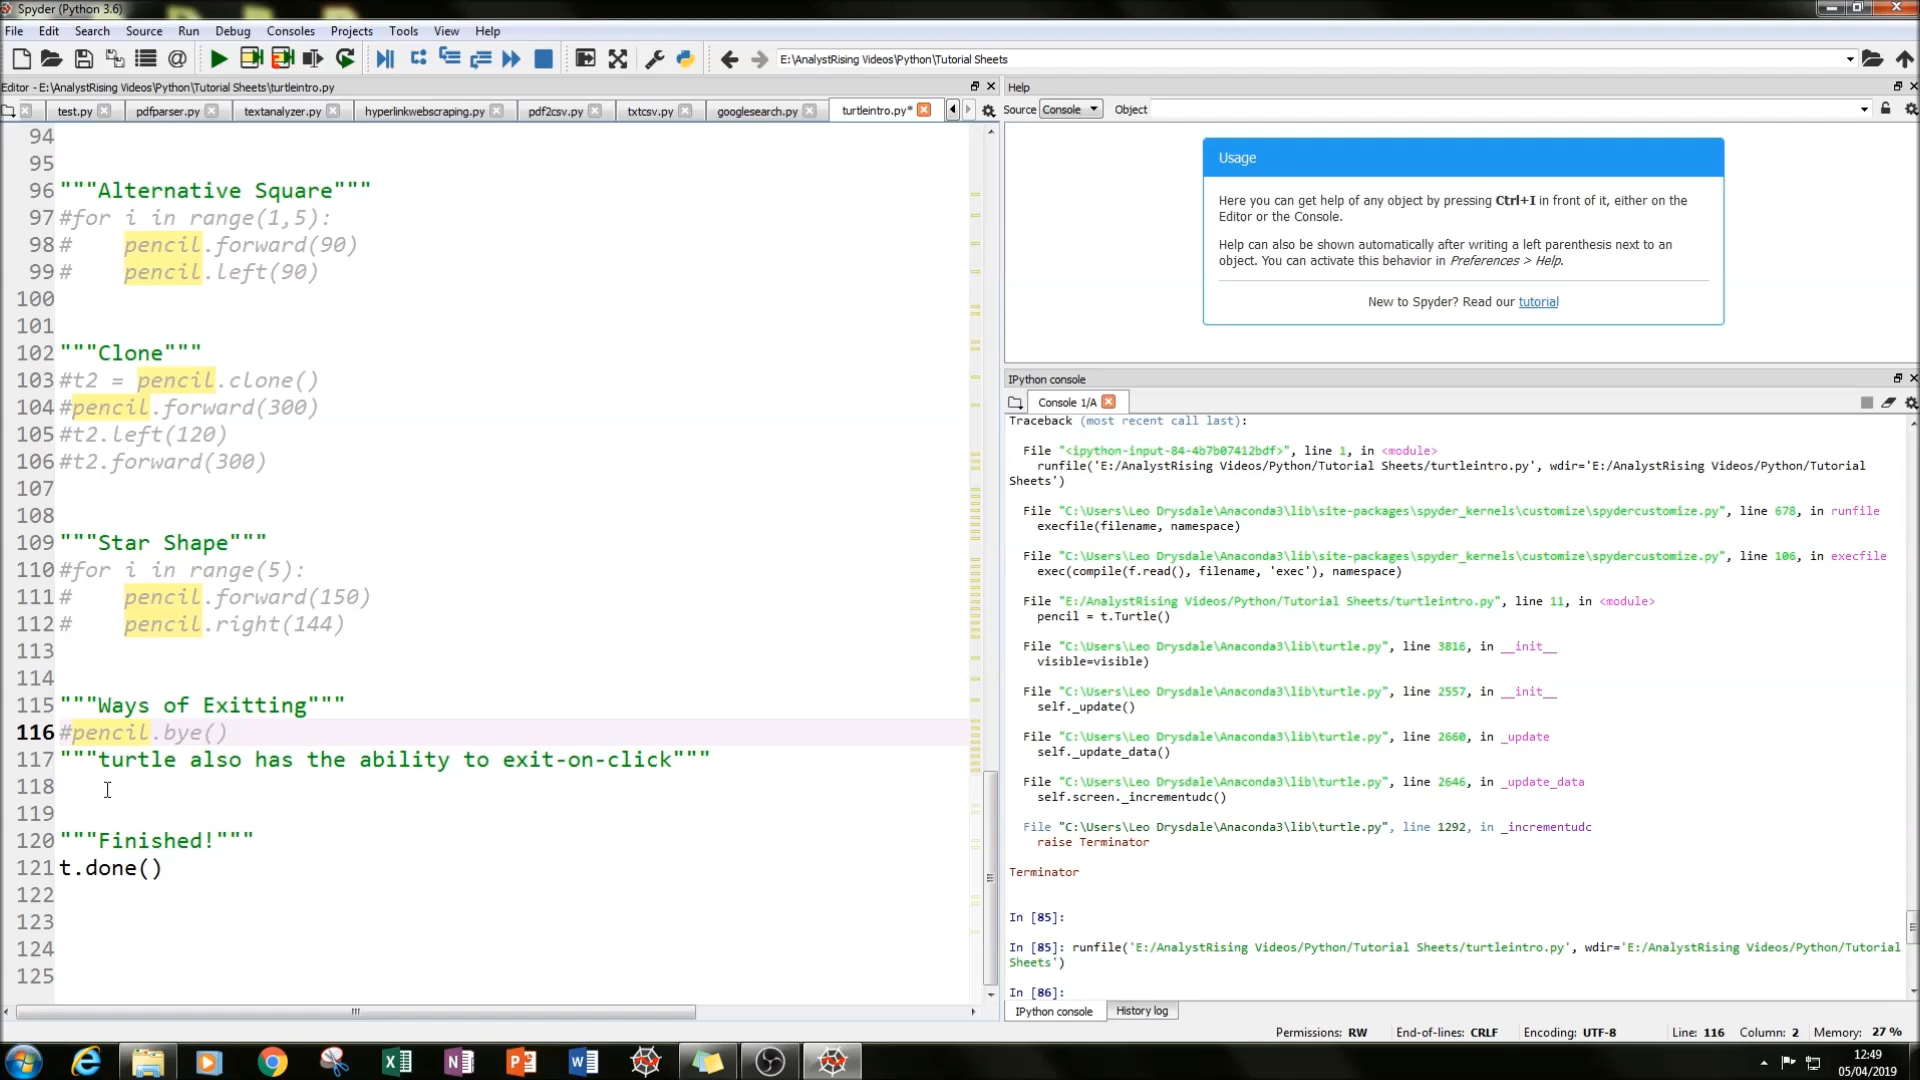 Spyder (Python 3.6)
File Edit Search Source Run Debug Consoles Projects Tools View Help
E:\AnalystRising Videos\Python\Tutorial Sheets
Editor - E:\AnalystRising Videos\Python\Tutorial Sheets\turtleintro.py
test.py pdfparser.py textanalyzer.py hyperlinkwebscraping.py pdf2csv.py txtcsv.py googlesearch.py turtleintro.py*
94
95
96 """Alternative Square"""
97 #for i in range(1,5):
98 #    pencil.forward(90)
99 #    pencil.left(90)
100
101
102 """Clone"""
103 #t2 = pencil.clone()
104 #pencil.forward(300)
105 #t2.left(120)
106 #t2.forward(300)
107
108
109 """Star Shape"""
110 #for i in range(5):
111 #    pencil.forward(150)
112 #    pencil.right(144)
113
114
115 """Ways of Exitting"""
116 #pencil.bye()
117 """turtle also has the ability to exit-on-click"""
118
119
120 """Finished!"""
121 t.done()
122
123
124
125
Help
Source Console Object
Usage
Here you can get help of any object by pressing Ctrl+I in front of it, either on the
Editor or the Console.
Help can also be shown automatically after writing a left parenthesis next to an
object. You can activate this behavior in Preferences > Help.
New to Spyder? Read our tutorial
IPython console
Console 1/A
Traceback (most recent call last):
File "<ipython-input-84-4b7b07412bdf>", line 1, in <module>
runfile('E:/AnalystRising Videos/Python/Tutorial Sheets/turtleintro.py', wdir='E:/AnalystRising Videos/Python/Tutorial
Sheets')
File "C:\Users\Leo Drysdale\Anaconda3\lib\site-packages\spyder_kernels\customize\spydercustomize.py", line 678, in runfile
execfile(filename, namespace)
File "C:\Users\Leo Drysdale\Anaconda3\lib\site-packages\spyder_kernels\customize\spydercustomize.py", line 106, in execfile
exec(compile(f.read(), filename, 'exec'), namespace)
File "E:/AnalystRising Videos/Python/Tutorial Sheets/turtleintro.py", line 11, in <module>
pencil = t.Turtle()
File "C:\Users\Leo Drysdale\Anaconda3\lib\turtle.py", line 3816, in __init__
visible=visible)
File "C:\Users\Leo Drysdale\Anaconda3\lib\turtle.py", line 2557, in __init__
self._update()
File "C:\Users\Leo Drysdale\Anaconda3\lib\turtle.py", line 2660, in _update
self._update_data()
File "C:\Users\Leo Drysdale\Anaconda3\lib\turtle.py", line 2646, in _update_data
self.screen._incrementudc()
File "C:\Users\Leo Drysdale\Anaconda3\lib\turtle.py", line 1292, in _incrementudc
raise Terminator
Terminator
In [85]:
In [85]: runfile('E:/AnalystRising Videos/Python/Tutorial Sheets/turtleintro.py', wdir='E:/AnalystRising Videos/Python/Tutorial
Sheets')
In [86]:
IPython console History log
Permissions: RW End-of-lines: CRLF Encoding: UTF-8 Line: 116 Column: 2 Memory: 27 %
12:49
05/04/2019